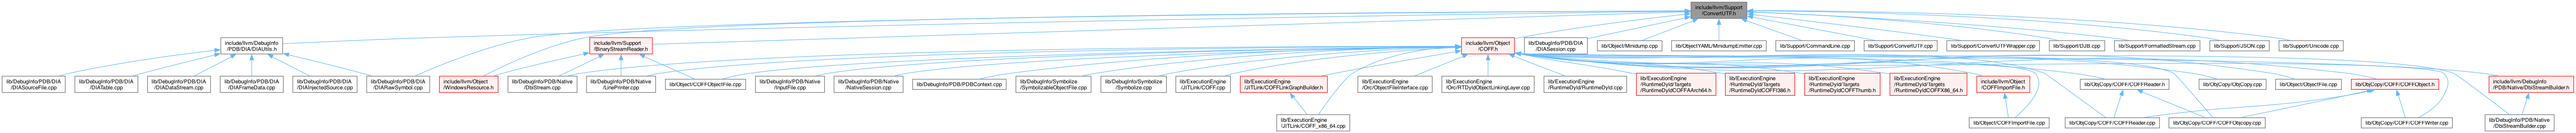 include/llvm/Support
/ConvertUTF.h
include/llvm/DebugInfo
/PDB/DIA/DIAUtils.h
include/llvm/Support
/BinaryStreamReader.h
include/llvm/Object
/COFF.h
lib/DebugInfo/PDB/DIA
/DIASession.cpp
lib/Object/Minidump.cpp
lib/ObjectYAML/MinidumpEmitter.cpp
lib/Support/CommandLine.cpp
lib/Support/ConvertUTF.cpp
lib/Support/ConvertUTFWrapper.cpp
lib/Support/DJB.cpp
lib/Support/FormattedStream.cpp
lib/Support/JSON.cpp
lib/Support/Unicode.cpp
lib/DebugInfo/PDB/DIA
/DIASourceFile.cpp
lib/DebugInfo/PDB/DIA
/DIATable.cpp
lib/DebugInfo/PDB/DIA
/DIADataStream.cpp
lib/DebugInfo/PDB/DIA
/DIAFrameData.cpp
lib/DebugInfo/PDB/DIA
/DIAInjectedSource.cpp
lib/DebugInfo/PDB/DIA
/DIARawSymbol.cpp
include/llvm/Object
/WindowsResource.h
lib/DebugInfo/PDB/Native
/DbiStream.cpp
lib/DebugInfo/PDB/Native
/LinePrinter.cpp
lib/Object/COFFObjectFile.cpp
lib/DebugInfo/PDB/Native
/InputFile.cpp
lib/DebugInfo/PDB/Native
/NativeSession.cpp
lib/DebugInfo/PDB/PDBContext.cpp
lib/DebugInfo/Symbolize
/SymbolizableObjectFile.cpp
lib/DebugInfo/Symbolize
/Symbolize.cpp
lib/ExecutionEngine
/JITLink/COFF.cpp
lib/ExecutionEngine
/JITLink/COFFLinkGraphBuilder.h
lib/ExecutionEngine
/Orc/ObjectFileInterface.cpp
lib/ExecutionEngine
/Orc/RTDyldObjectLinkingLayer.cpp
lib/ExecutionEngine
/RuntimeDyld/RuntimeDyld.cpp
lib/ExecutionEngine
/RuntimeDyld/Targets
/RuntimeDyldCOFFAArch64.h
lib/ExecutionEngine
/RuntimeDyld/Targets
/RuntimeDyldCOFFI386.h
lib/ExecutionEngine
/RuntimeDyld/Targets
/RuntimeDyldCOFFThumb.h
lib/ExecutionEngine
/RuntimeDyld/Targets
/RuntimeDyldCOFFX86_64.h
include/llvm/Object
/COFFImportFile.h
lib/ObjCopy/COFF/COFFReader.h
lib/ObjCopy/ObjCopy.cpp
lib/Object/ObjectFile.cpp
lib/ObjCopy/COFF/COFFObject.h
include/llvm/DebugInfo
/PDB/Native/DbiStreamBuilder.h
lib/ExecutionEngine
/JITLink/COFF_x86_64.cpp
lib/Object/COFFImportFile.cpp
lib/ObjCopy/COFF/COFFReader.cpp
lib/ObjCopy/COFF/COFFObjcopy.cpp
lib/ObjCopy/COFF/COFFWriter.cpp
lib/DebugInfo/PDB/Native
/DbiStreamBuilder.cpp